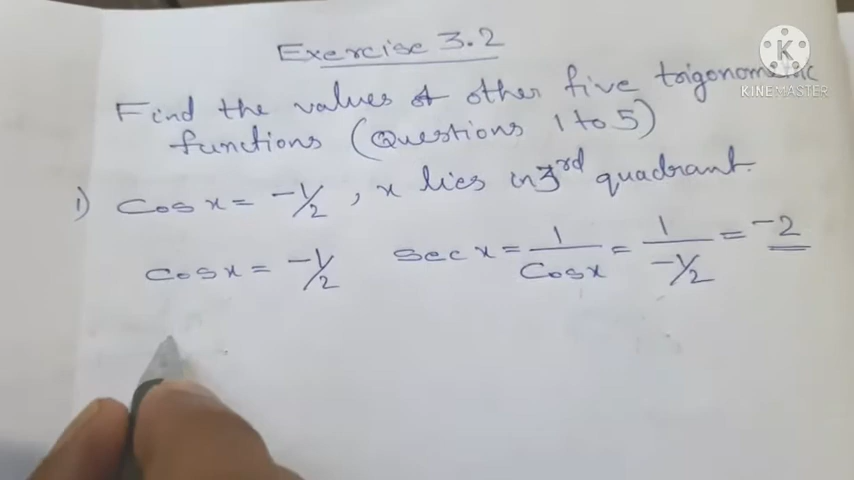 Exercise 3.2
Find the values of other five trigonometric
functions (Questions 1 to 5)
1) Cos x = -1/2, x lies in 3rd quadrant.
Cos x = -1/2 sec x = 1/Cos x = 1/-1/2 = -2
K
KINEMASTER